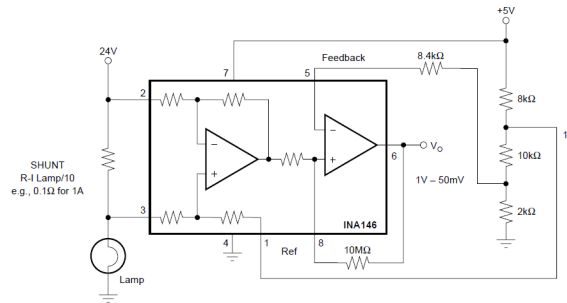 +5V
24V
7
Feedback
5
8.4kΩ
2
8kΩ
1
SHUNT
R-I Lamp/10
e.g., 0.1Ω for 1A
−
+
−
+
6
VO
10kΩ
1V – 50mV
3
INA146
2kΩ
4
1
Ref
8
10MΩ
Lamp